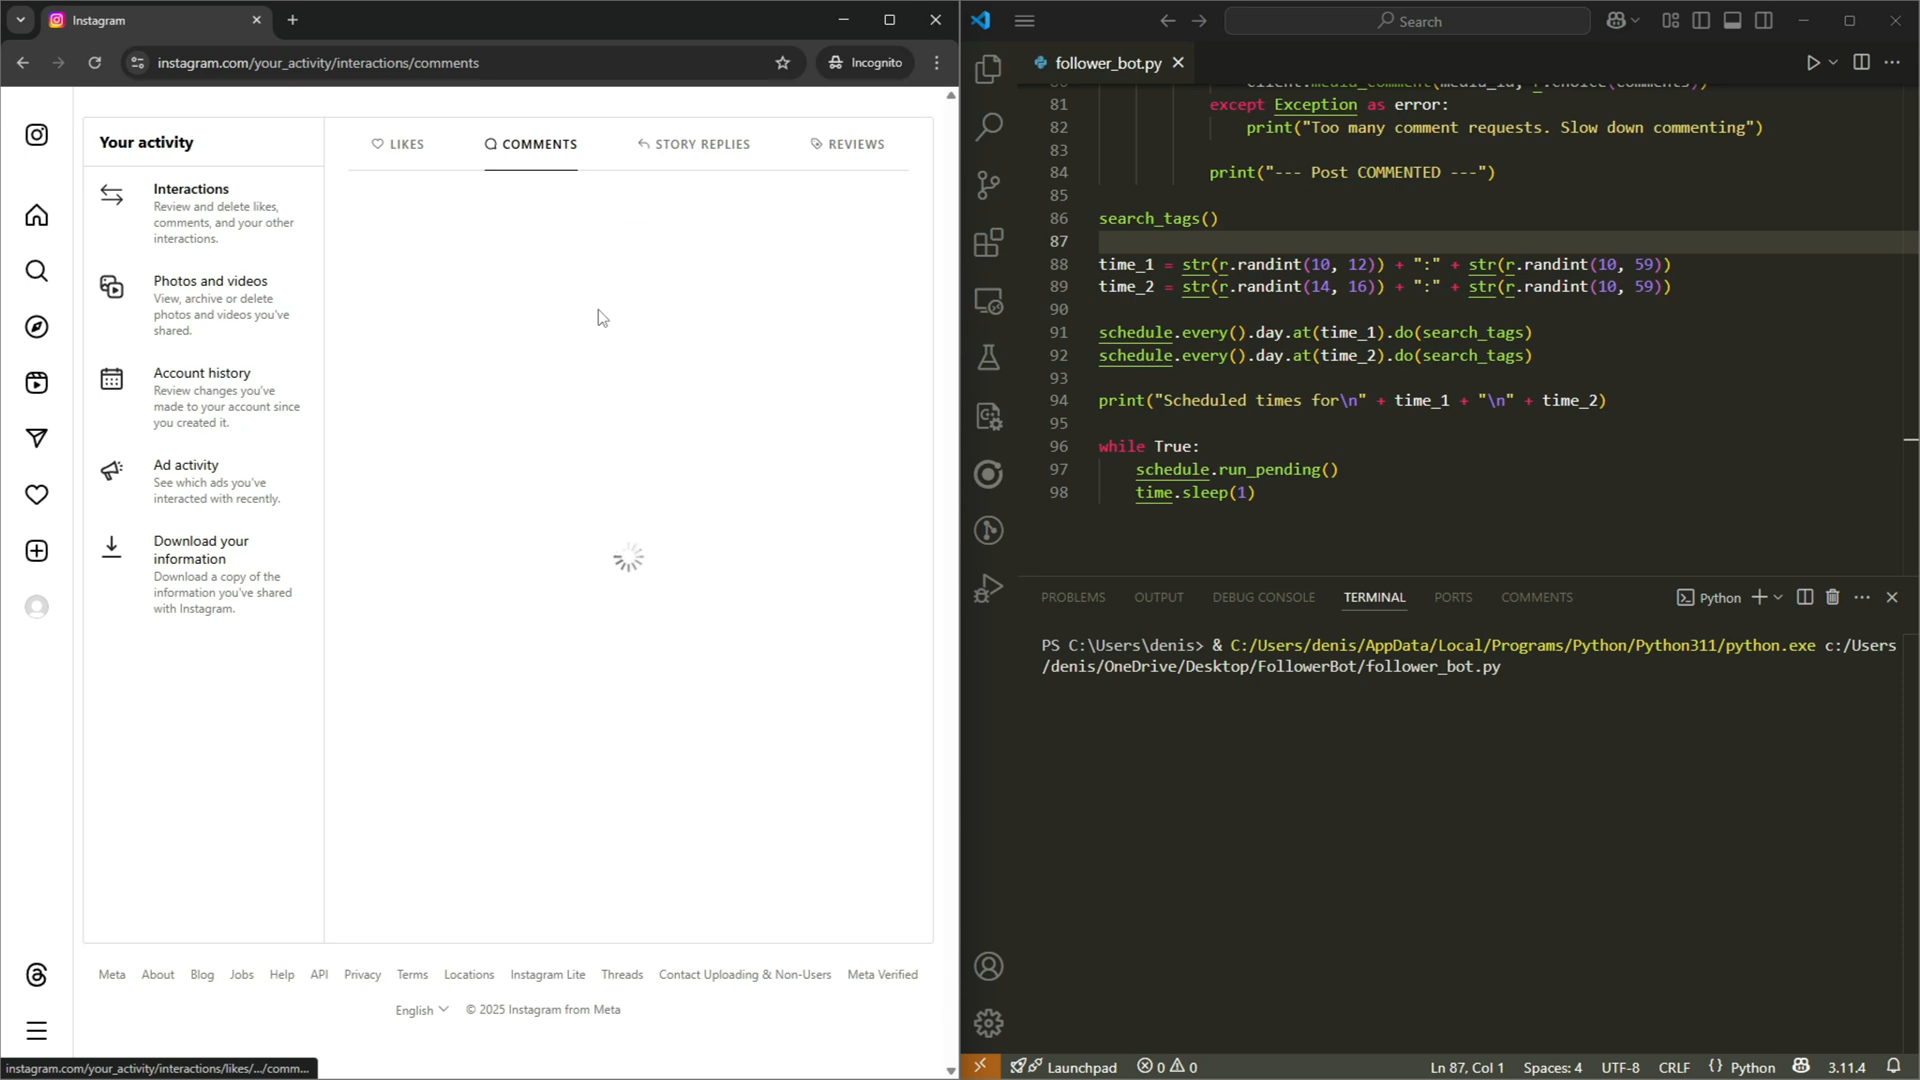 Instagram
instagram.com/your_activity/interactions/comments
Incognito
Your activity
LIKES
COMMENTS
STORY REPLIES
REVIEWS
Interactions
Review and delete likes,
comments, and your other
interactions.
Photos and videos
View, archive or delete
photos and videos you've
shared.
Account history
Review changes you've
made to your account since
you created it.
Ad activity
See which ads you've
interacted with recently.
Download your
information
Download a copy of the
information you've shared
with Instagram.
Meta About Blog Jobs Help API Privacy Terms Locations Instagram Lite Threads Contact Uploading & Non-Users Meta Verified
English © 2025 Instagram from Meta
instagram.com/your_activity/interactions/likes/.../comm...
Search
follower_bot.py
81 except Exception as error:
82 print("Too many comment requests. Slow down commenting")
83
84 print("--- Post COMMENTED ---")
85
86 search_tags()
87
88 time_1 = str(r.randint(10, 12)) + ":" + str(r.randint(10, 59))
89 time_2 = str(r.randint(14, 16)) + ":" + str(r.randint(10, 59))
90
91 schedule.every().day.at(time_1).do(search_tags)
92 schedule.every().day.at(time_2).do(search_tags)
93
94 print("Scheduled times for\n" + time_1 + "\n" + time_2)
95
96 while True:
97 schedule.run_pending()
98 time.sleep(1)
PROBLEMS OUTPUT DEBUG CONSOLE TERMINAL PORTS COMMENTS Python
PS C:\Users\denis> & C:/Users/denis/AppData/Local/Programs/Python/Python311/python.exe c:/Users
/denis/OneDrive/Desktop/FollowerBot/follower_bot.py
Launchpad 0 0 Ln 87, Col 1 Spaces: 4 UTF-8 CRLF {} Python 3.11.4